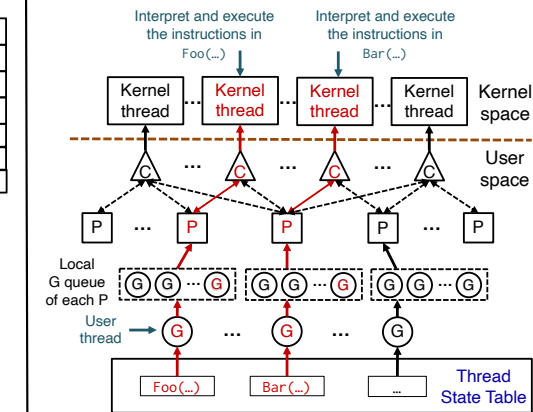 Interpret and execute
the instructions in
Foo(…)
Interpret and execute
the instructions in
Bar(…)
Kernel
thread
...
Kernel
thread
...
Kernel
thread
...
Kernel
thread
Kernel
space
User
space
C ... C ... C ... C
P ... P P P ... P
Local
G queue
of each P
G G ... G
G G ... G
G G ... G
User
thread
G ... G ... G
Foo(…) Bar(…) …
Thread
State Table